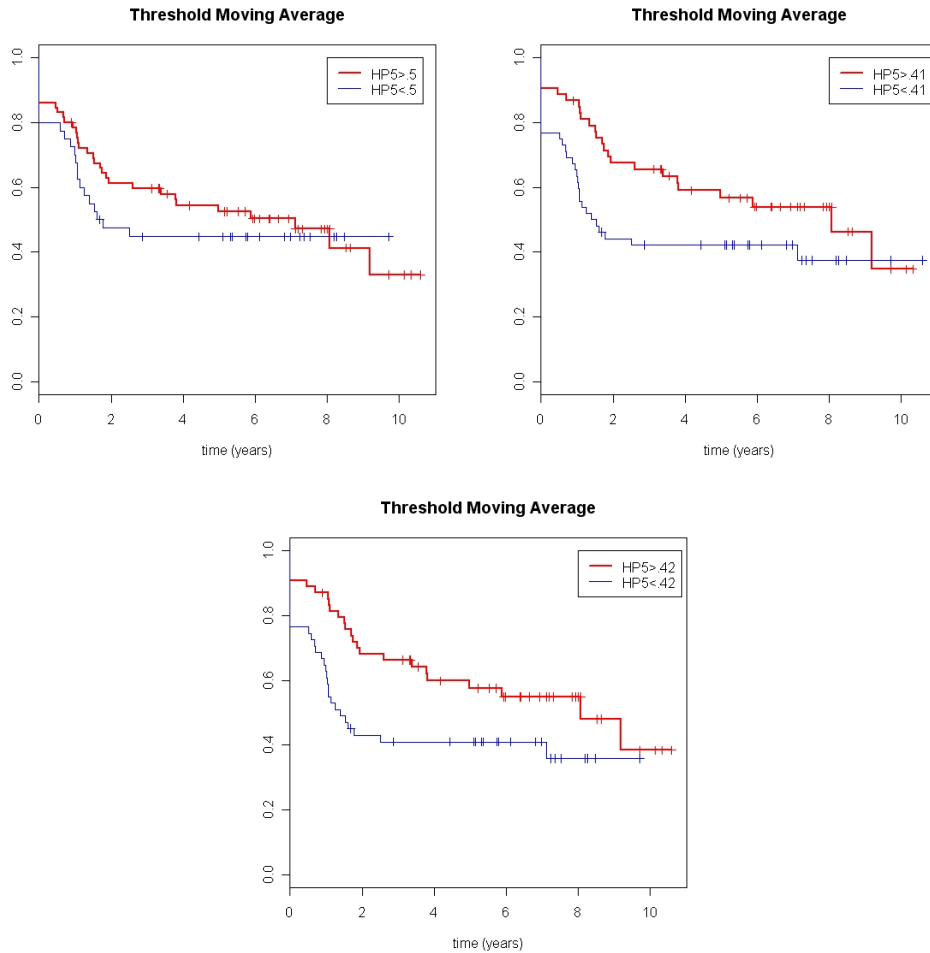 Threshold Moving Average
1.0
0.8
0.6
0.4
0.2
0.0
HP5>.5
HP5<.5
0 2 4 6 8 10
time (years)
Threshold Moving Average
1.0
0.8
0.6
0.4
0.2
0.0
HP5>.41
HP5<.41
0 2 4 6 8 10
time (years)
Threshold Moving Average
1.0
0.8
0.6
0.4
0.2
0.0
HP5>.42
HP5<.42
0 2 4 6 8 10
time (years)